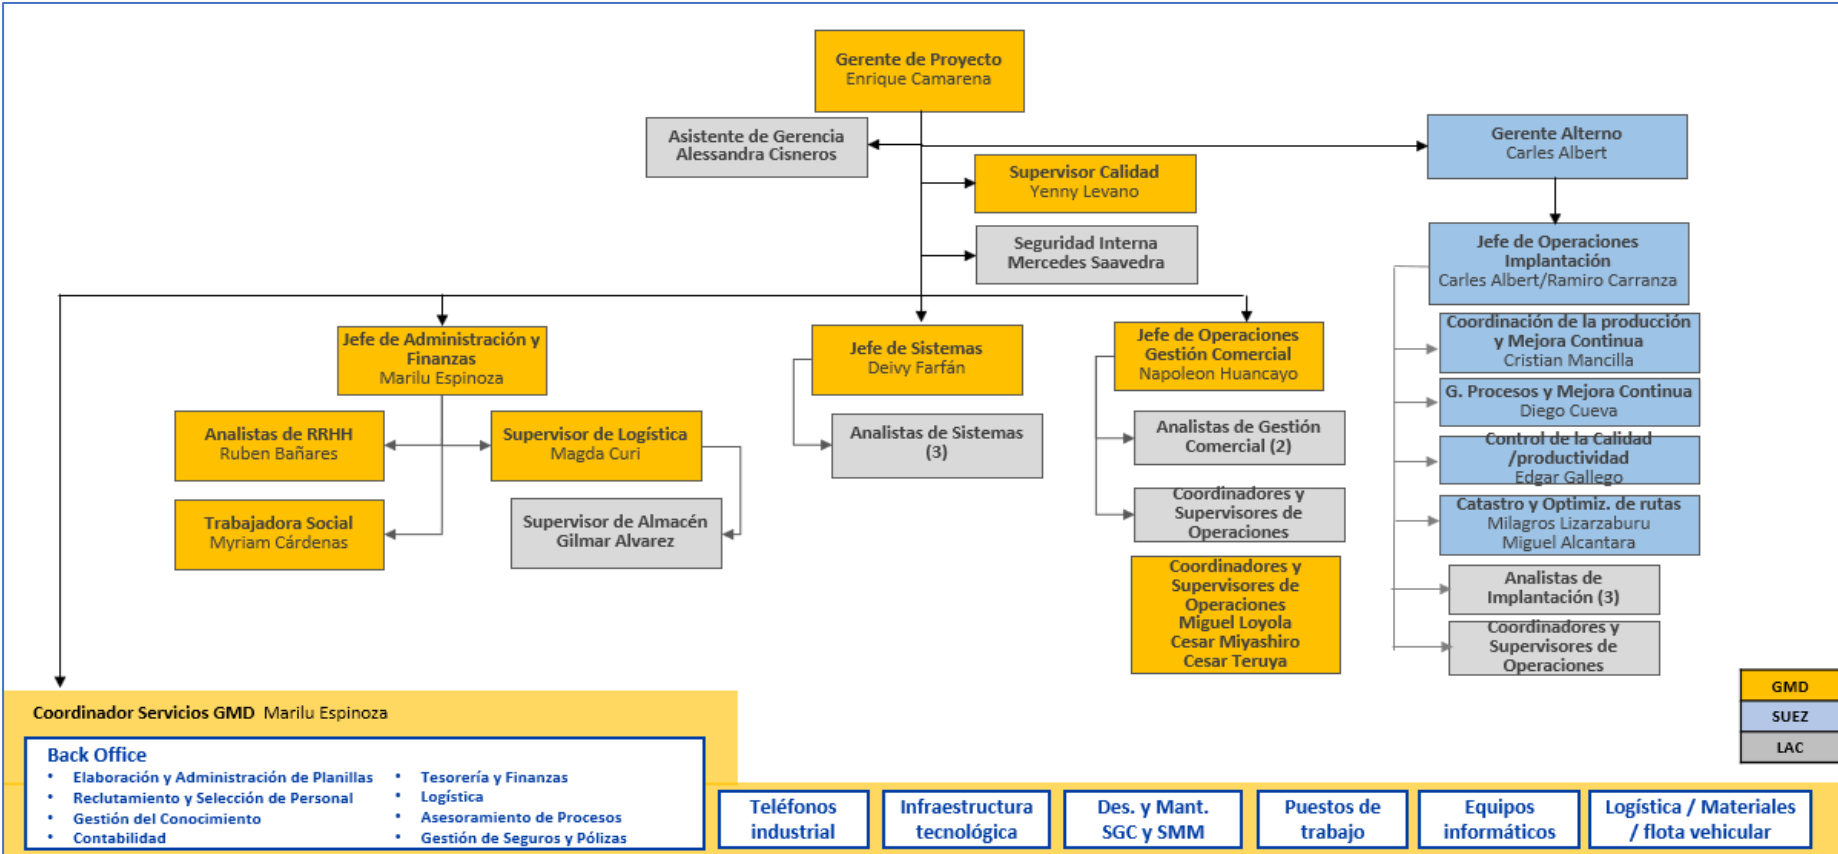 Gerente de Proyecto
Enrique Camarena
Asistente de Gerencia
Alessandra Cisneros
Gerente Alterno
Carles Albert
Supervisor Calidad
Yenny Levano
Seguridad Interna
Mercedes Saavedra
Jefe de Operaciones
Implantación
Carles Albert/Ramiro Carranza
Jefe de Administración y
Finanzas
Marilu Espinoza
Jefe de Sistemas
Deivy Farfán
Jefe de Operaciones
Gestión Comercial
Napoleon Huancayo
Coordinación de la producción
y Mejora Continua
Cristian Mancilla
G. Procesos y Mejora Continua
Diego Cueva
Analistas de RRHH
Ruben Bañares
Supervisor de Logística
Magda Curi
Analistas de Sistemas
(3)
Analistas de Gestión
Comercial (2)
Control de la Calidad
/productividad
Edgar Gallego
Trabajadora Social
Myriam Cárdenas
Supervisor de Almacén
Gilmar Alvarez
Coordinadores y
Supervisores de
Operaciones
Catastro y Optimiz. de rutas
Milagros Lizarzaburu
Miguel Alcantara
Coordinadores y
Supervisores de
Operaciones
Miguel Loyola
Cesar Miyashiro
Cesar Teruya
Analistas de
Implantación (3)
Coordinadores y
Supervisores de
Operaciones
GMD
SUEZ
LAC
Coordinador Servicios GMD Marilu Espinoza
Back Office
• Elaboración y Administración de Planillas
• Reclutamiento y Selección de Personal
• Gestión del Conocimiento
• Contabilidad
• Tesorería y Finanzas
• Logística
• Asesoramiento de Procesos
• Gestión de Seguros y Pólizas
Teléfonos
industrial
Infraestructura
tecnológica
Des. y Mant.
SGC y SMM
Puestos de
trabajo
Equipos
informáticos
Logística / Materiales
/ flota vehicular